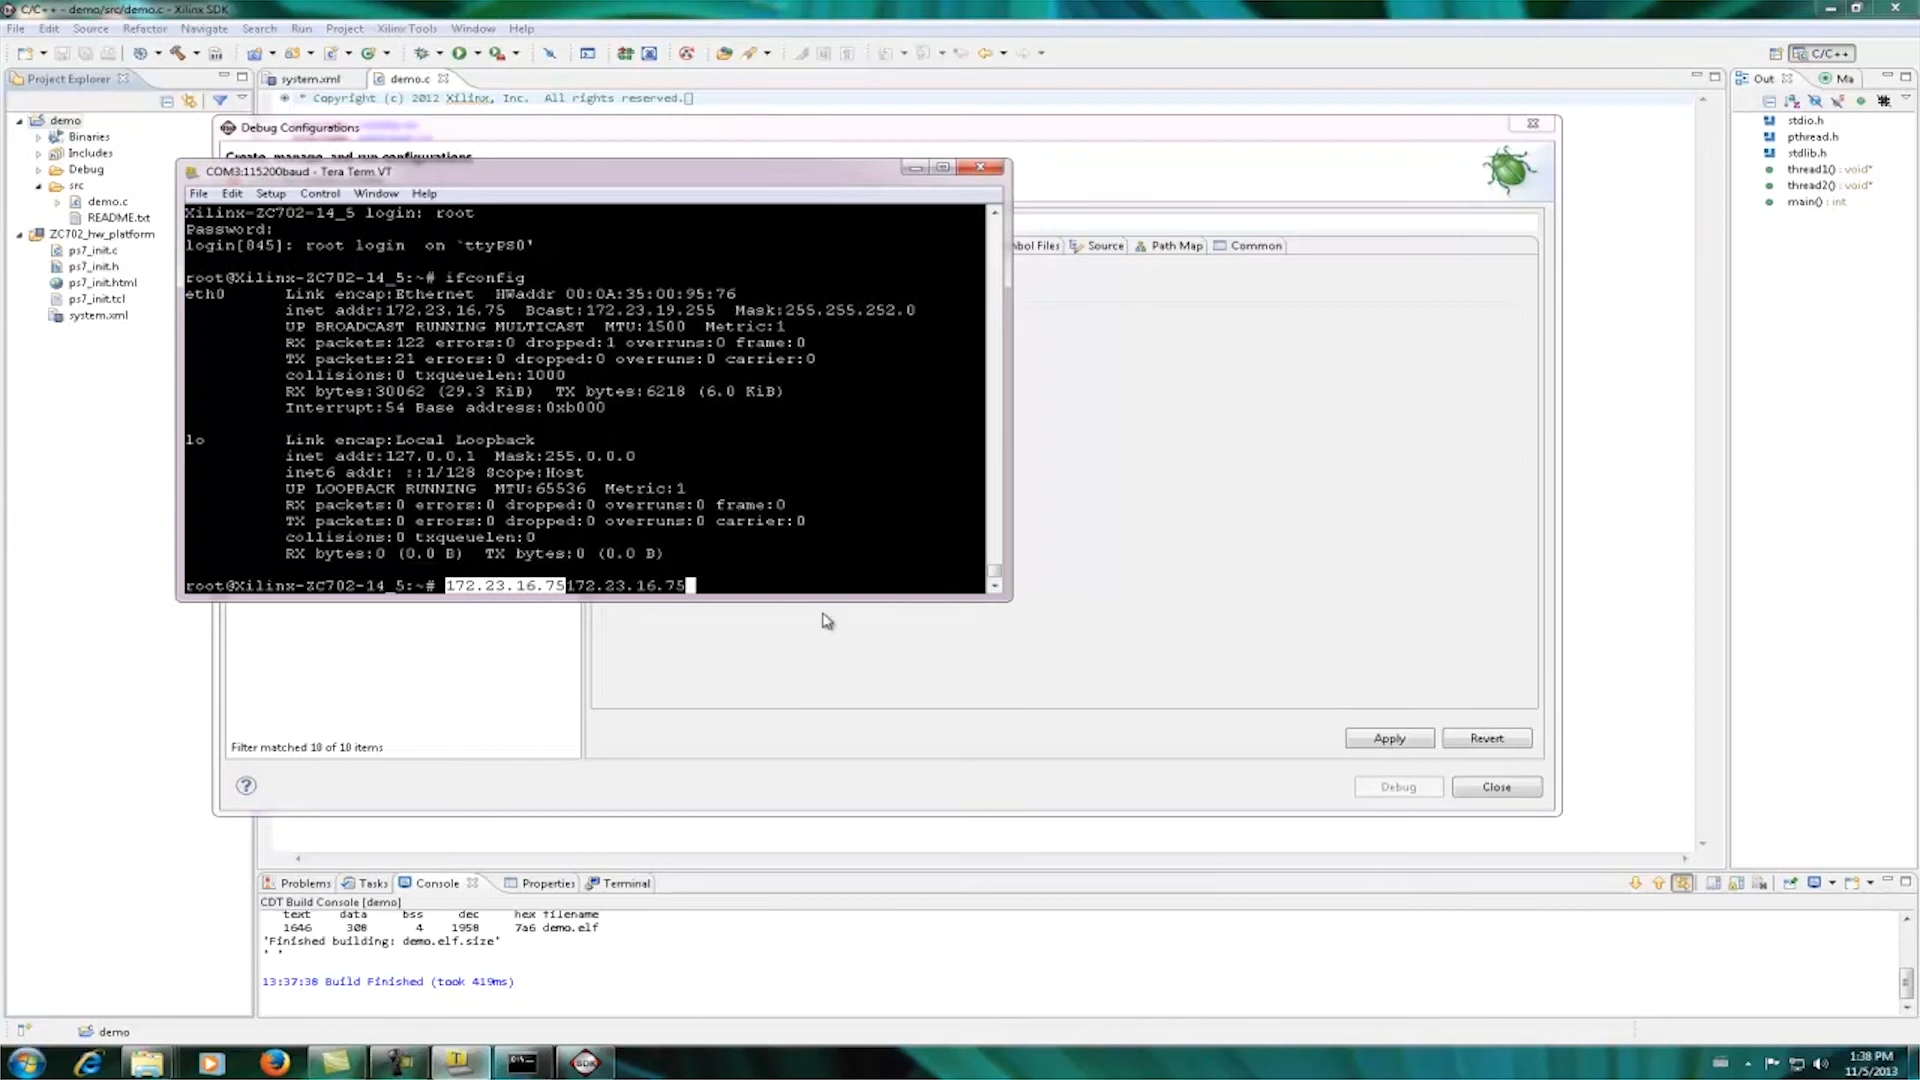 C/C++ - demo/src/demo.c - Xilinx SDK
File Edit Source Refactor Navigate Search Run Project Xilinx Tools Window Help
C/C++
Project Explorer
system.xml
demo.c
Out
Ma
* Copyright (c) 2012 Xilinx, Inc. All rights reserved.
demo
Binaries
Includes
Debug
src
demo.c
README.txt
ZC702_hw_platform
ps7_init.c
ps7_init.h
ps7_init.html
ps7_init.tcl
system.xml
stdio.h
pthread.h
stdlib.h
thread1() : void*
thread2() : void*
main() : int
Debug Configurations
Create, manage, and run configurations
COM3:115200baud - Tera Term VT
File Edit Setup Control Window Help
Xilinx-ZC702-14_5 login: root
Password:
login[845]: root login  on `ttyPS0'
root@Xilinx-ZC702-14_5:~# ifconfig
eth0      Link encap:Ethernet  HWaddr 00:0A:35:00:95:76
inet addr:172.23.16.75  Bcast:172.23.19.255  Mask:255.255.252.0
UP BROADCAST RUNNING MULTICAST  MTU:1500  Metric:1
RX packets:122 errors:0 dropped:1 overruns:0 frame:0
TX packets:21 errors:0 dropped:0 overruns:0 carrier:0
collisions:0 txqueuelen:1000
RX bytes:30062 (29.3 KiB)  TX bytes:6218 (6.0 KiB)
Interrupt:54 Base address:0xb000
lo        Link encap:Local Loopback
inet addr:127.0.0.1  Mask:255.0.0.0
inet6 addr: ::1/128 Scope:Host
UP LOOPBACK RUNNING  MTU:65536  Metric:1
RX packets:0 errors:0 dropped:0 overruns:0 frame:0
TX packets:0 errors:0 dropped:0 overruns:0 carrier:0
collisions:0 txqueuelen:0
RX bytes:0 (0.0 B)  TX bytes:0 (0.0 B)
root@Xilinx-ZC702-14_5:~# 172.23.16.75172.23.16.75
mbol Files
Source
Path Map
Common
Filter matched 10 of 10 items
Apply
Revert
?
Debug
Close
Problems
Tasks
Console
Properties
Terminal
CDT Build Console [demo]
text data bss dec hex filename
1646 308 4 1958 7a6 demo.elf
'Finished building: demo.elf.size'
' '
13:37:38 Build Finished (took 419ms)
demo
SDK
1:38 PM
11/5/2013